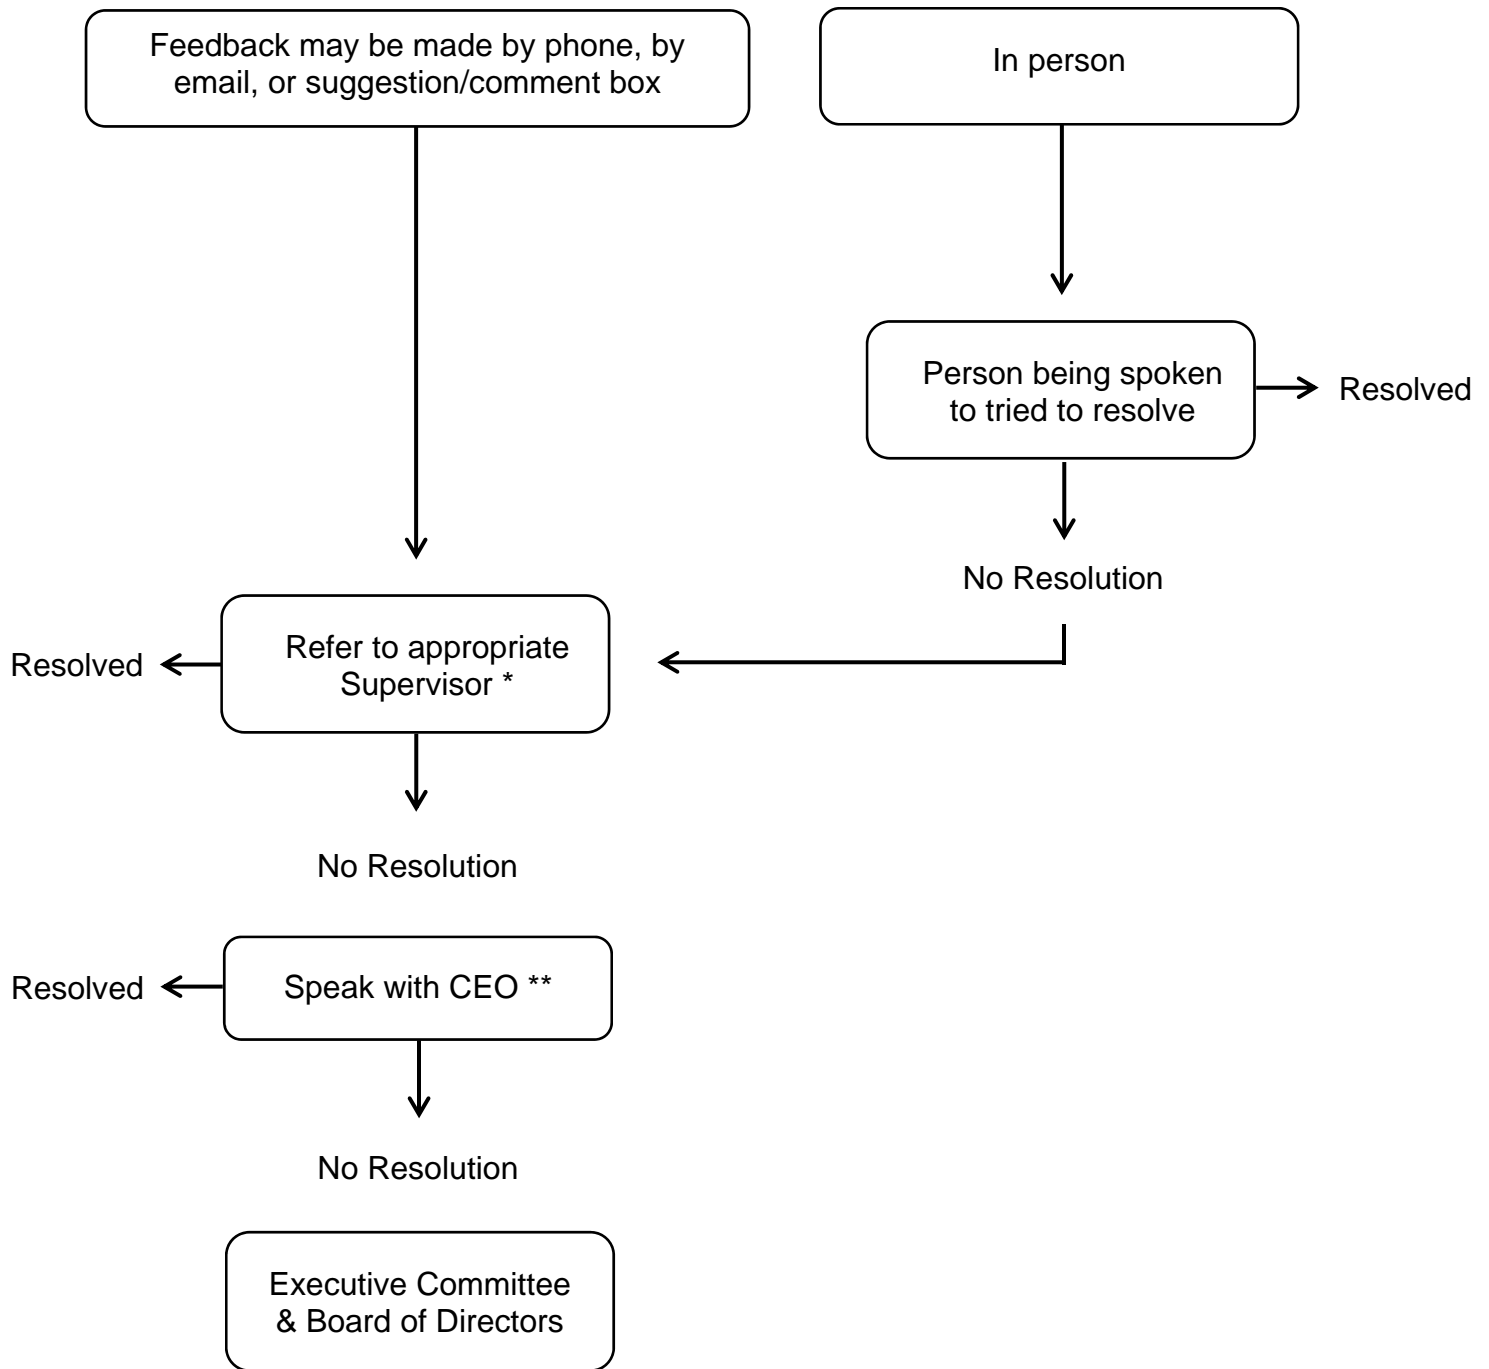 Feedback may be made by phone, by
email, or suggestion/comment box
In person
Person being spoken
to tried to resolve
Resolved
No Resolution
Refer to appropriate
Supervisor *
Resolved
No Resolution
Speak with CEO **
Resolved
No Resolution
Executive Committee
& Board of Directors